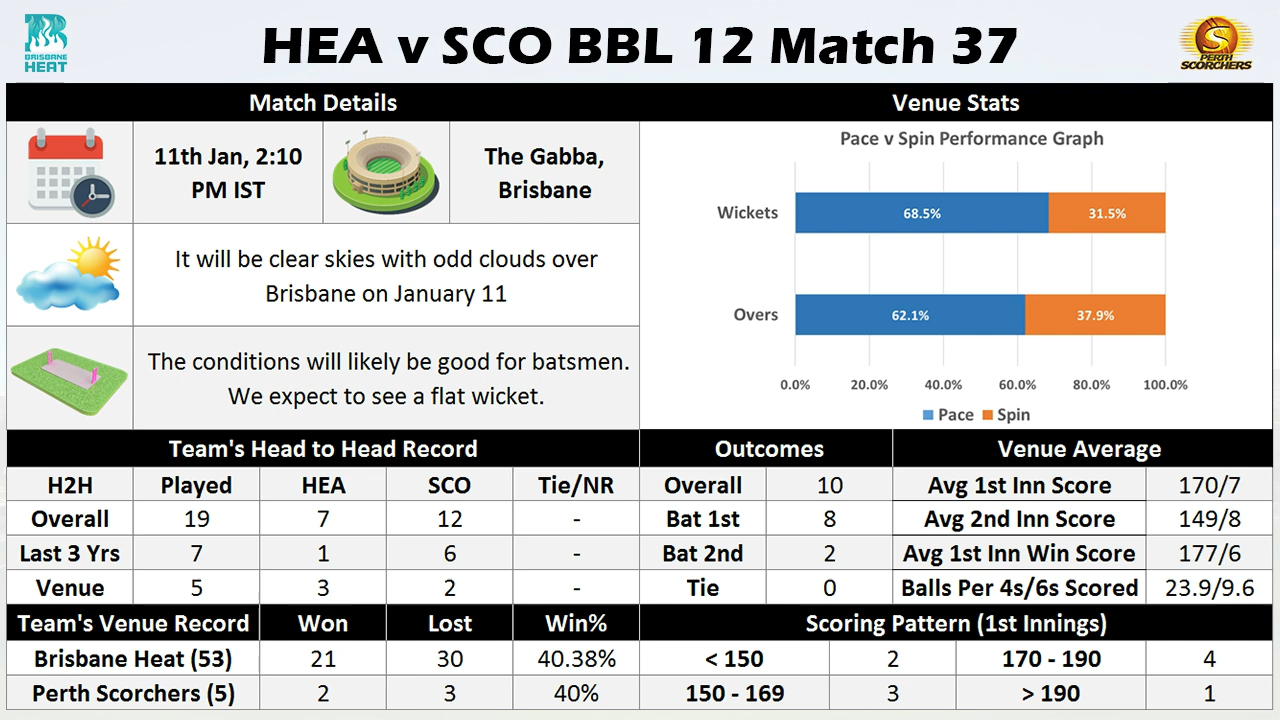 BRISBANE
HEAT
HEA v SCO BBL 12 Match 37
PERTH
SCORCHERS
Match Details
Venue Stats
11th Jan, 2:10
PM IST
The Gabba,
Brisbane
It will be clear skies with odd clouds over
Brisbane on January 11
The conditions will likely be good for batsmen.
We expect to see a flat wicket.
Pace v Spin Performance Graph
Wickets 68.5% 31.5%
Overs 62.1% 37.9%
0.0% 20.0% 40.0% 60.0% 80.0% 100.0%
Pace Spin
Team's Head to Head Record
H2H Played HEA SCO Tie/NR
Overall 19 7 12 -
Last 3 Yrs 7 1 6 -
Venue 5 3 2 -
Outcomes
Overall 10
Bat 1st 8
Bat 2nd 2
Tie 0
Venue Average
Avg 1st Inn Score 170/7
Avg 2nd Inn Score 149/8
Avg 1st Inn Win Score 177/6
Balls Per 4s/6s Scored 23.9/9.6
Team's Venue Record Won Lost Win%
Brisbane Heat (53) 21 30 40.38%
Perth Scorchers (5) 2 3 40%
Scoring Pattern (1st Innings)
< 150 2 170 - 190 4
150 - 169 3 > 190 1